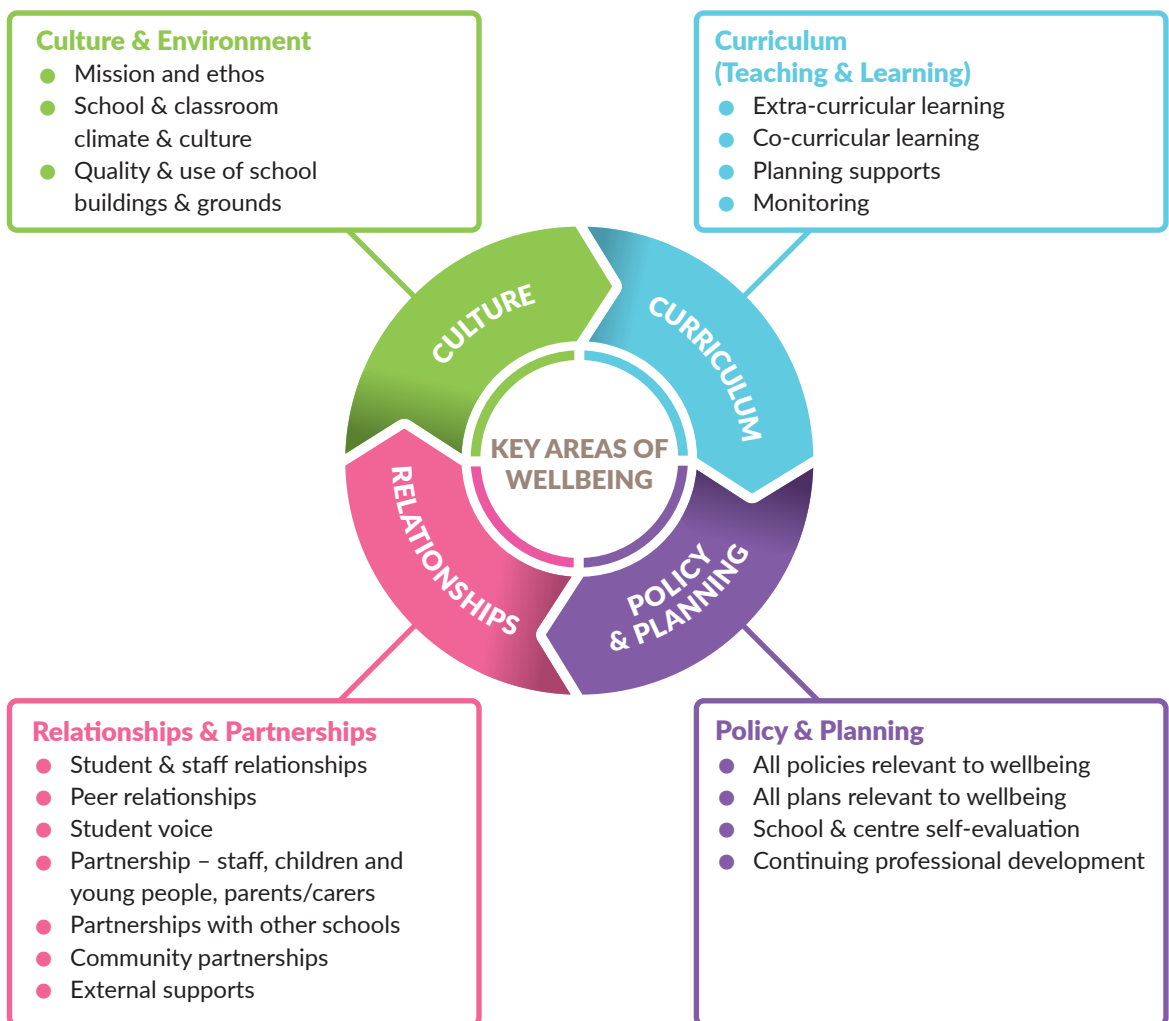 Culture & Environment
● Mission and ethos
● School & classroom
climate & culture
● Quality & use of school
buildings & grounds
Curriculum
(Teaching & Learning)
● Extra-curricular learning
● Co-curricular learning
● Planning supports
● Monitoring
CULTURE
CURRICULUM
KEY AREAS OF
WELLBEING
RELATIONSHIPS
POLICY
& PLANNING
Relationships & Partnerships
● Student & staff relationships
● Peer relationships
● Student voice
● Partnership – staff, children and
young people, parents/carers
● Partnerships with other schools
● Community partnerships
● External supports
Policy & Planning
● All policies relevant to wellbeing
● All plans relevant to wellbeing
● School & centre self-evaluation
● Continuing professional development